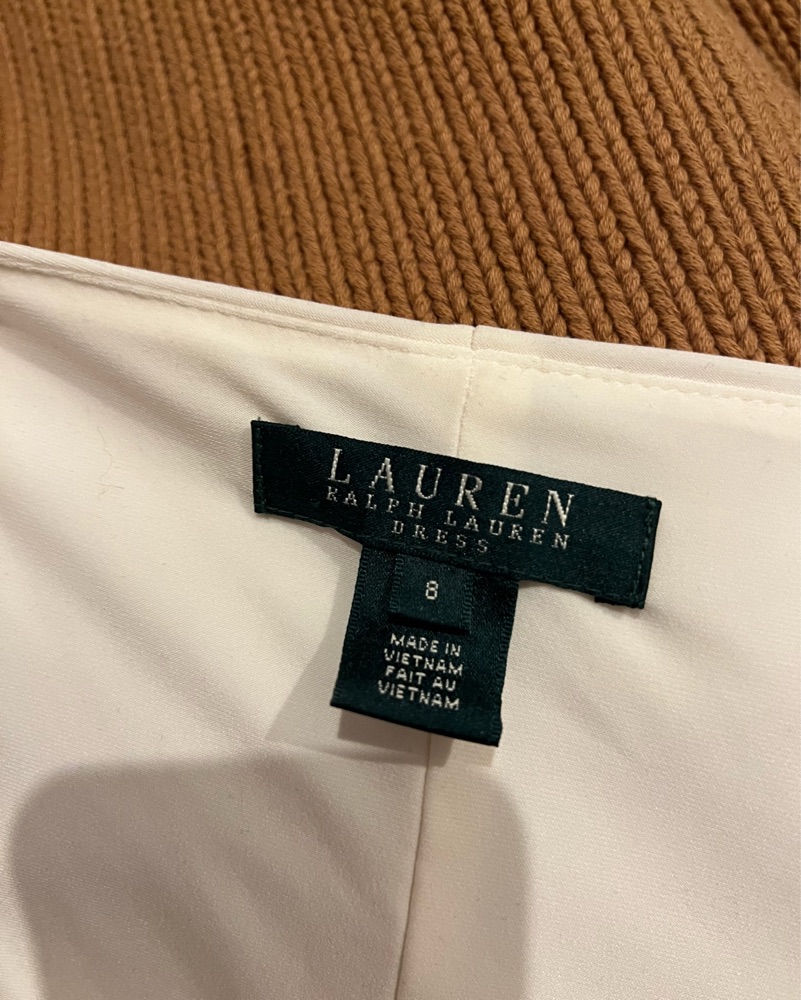 LAUREN
RALPH LAUREN
DRESS
8
MADE IN
VIETNAM
FAIT AU
VIETNAM